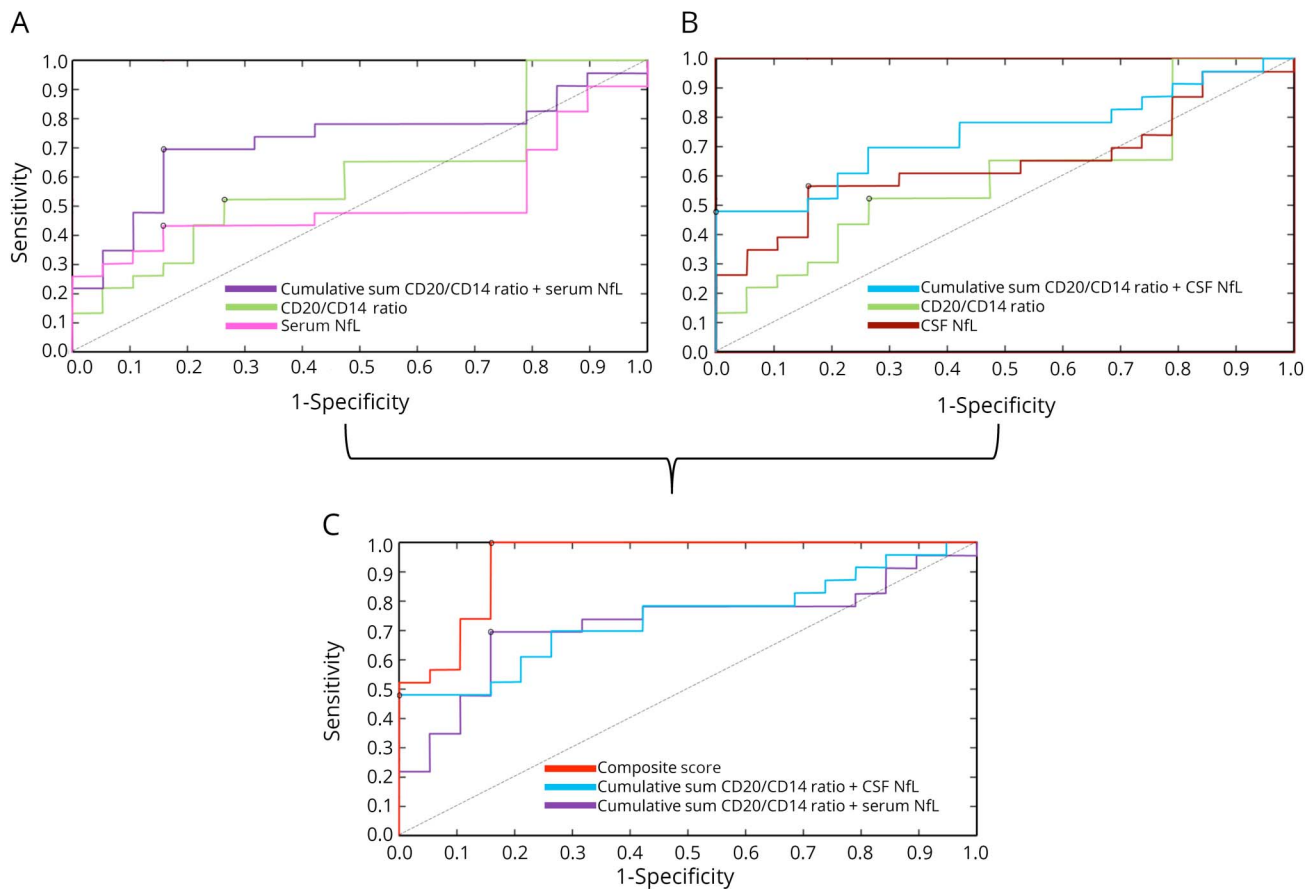 A
1.0
0.9
0.8
0.7
0.6
0.5
0.4
0.3
0.2
0.1
0.0
Sensitivity
Cumulative sum CD20/CD14 ratio + serum NfL
CD20/CD14 ratio
Serum NfL
0.0 0.1 0.2 0.3 0.4 0.5 0.6 0.7 0.8 0.9 1.0
1-Specificity
B
1.0
0.9
0.8
0.7
0.6
0.5
0.4
0.3
0.2
0.1
0.0
Cumulative sum CD20/CD14 ratio + CSF NfL
CD20/CD14 ratio
CSF NfL
0.0 0.1 0.2 0.3 0.4 0.5 0.6 0.7 0.8 0.9 1.0
1-Specificity
C
1.0
0.9
0.8
0.7
0.6
0.5
0.4
0.3
0.2
0.1
0.0
Sensitivity
Composite score
Cumulative sum CD20/CD14 ratio + CSF NfL
Cumulative sum CD20/CD14 ratio + serum NfL
0.0 0.1 0.2 0.3 0.4 0.5 0.6 0.7 0.8 0.9 1.0
1-Specificity